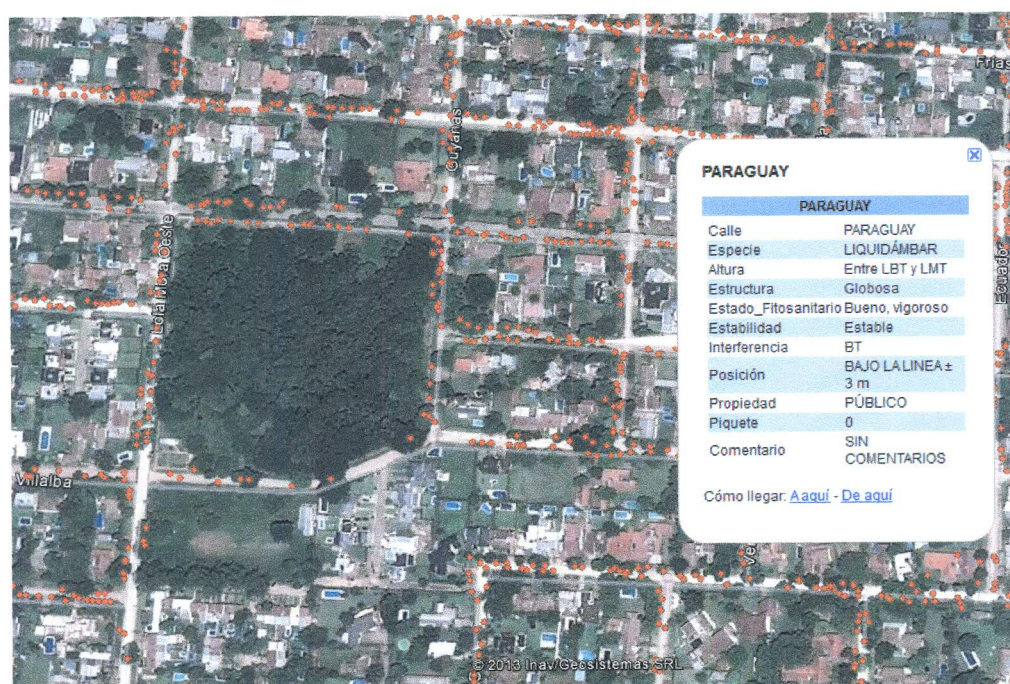 Frías
Cuyanas
Lola Mora Oeste
Ecuador
Villalba
PARAGUAY
PARAGUAY
Calle PARAGUAY
Especie LIQUIDÁMBAR
Altura Entre LBT y LMT
Estructura Globosa
Estado_Fitosanitario Bueno, vigoroso
Estabilidad Estable
Interferencia BT
Posición BAJO LA LINEA ±
3 m
Propiedad PÚBLICO
Piquete 0
Comentario SIN
COMENTARIOS
Cómo llegar: A aquí - De aquí
© 2013 Inav/Geosistemas SRL